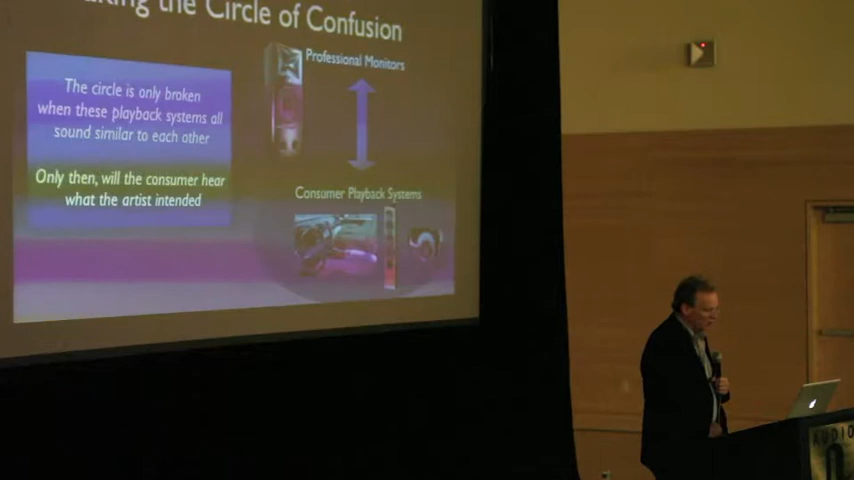 the Circle of Confusion
The circle is only broken
when these playback systems all
sound similar to each other
Only then, will the consumer hear
what the artist intended
Professional Monitors
Consumer Playback Systems
AUDIO